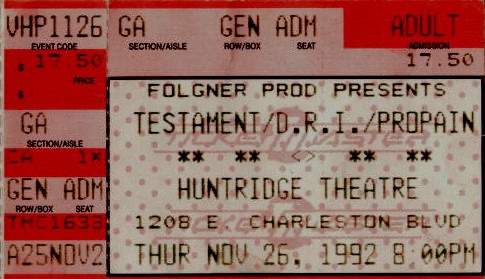 VHP1126 GA GEN ADM ADULT
EVENT CODE SECTION/AISLE ROW/BOX SEAT ADMISSION
$ 17.50 17.50
PRICE
FOLGNER PROD PRESENTS
GA TESTAMENT/D.R.I./PROPAIN
SECTION/AISLE
CA 1X ** ** <> ** **
GEN ADM HUNTRIDGE THEATRE
ROW/BOX SEAT
TMC1633 1208 E. CHARLESTON BLVD
A25NOV2 THUR NOV 26, 1992 8:00PM